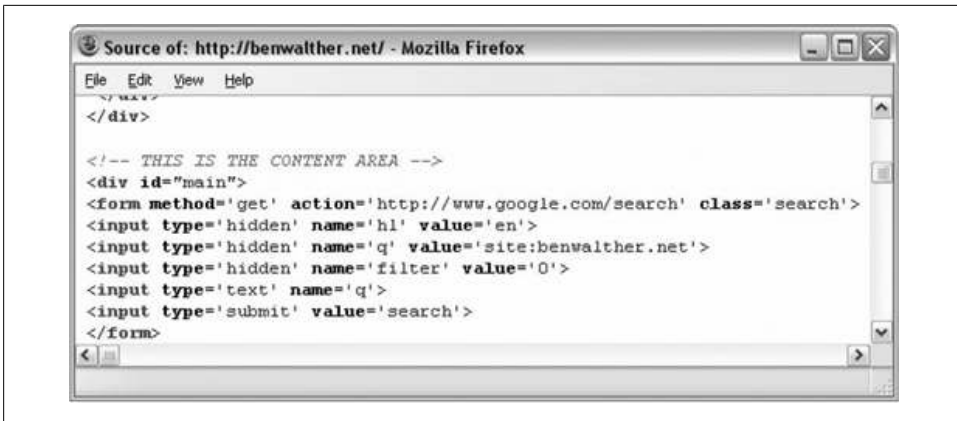 Source of: http://benwalther.net/ - Mozilla Firefox
File Edit View Help
</div>
</div>
<!-- THIS IS THE CONTENT AREA -->
<div id="main">
<form method='get' action='http://www.google.com/search' class='search'>
<input type='hidden' name='hl' value='en'>
<input type='hidden' name='q' value='site:benwalther.net'>
<input type='hidden' name='filter' value='0'>
<input type='text' name='q'>
<input type='submit' value='search'>
</form>